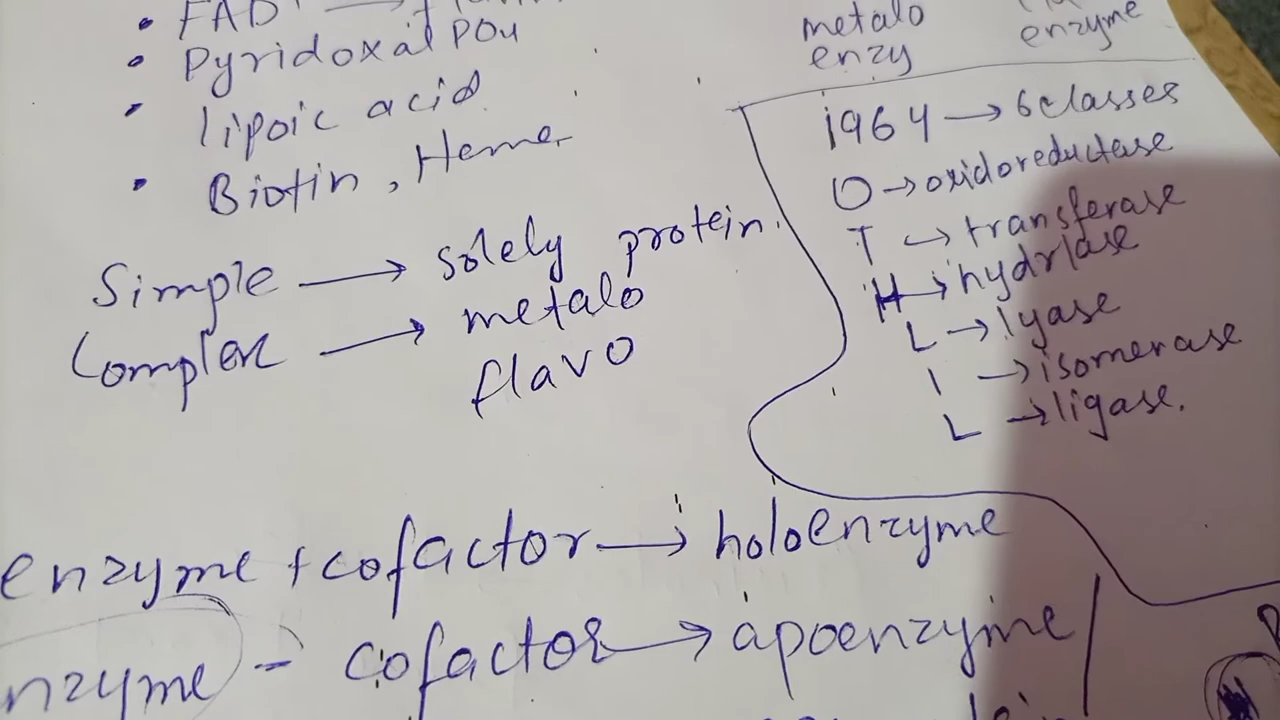 • FAD →
• Pyridoxal PO4
• lipoic acid
• Biotin, Heme
Simple → solely protein.
Complex → metalo
flavo
metalo
enzy
enzyme
1964 → 6 classes
O → oxidoreductase
T → transferase
H → hydrlase
L → lyase
I → isomerase
L → ligase.
enzyme + cofactor → holoenzyme
nzyme - cofactor → apoenzyme